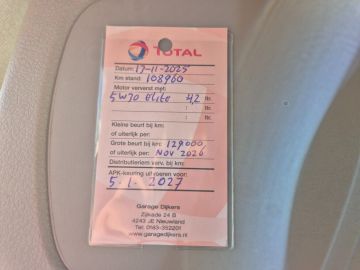 TOTAL
Datum: 17-11-2025
Km stand: 108960
Motor ververst met:
5W30 Elite 4,2 ltr.
: ltr.
: ltr.
Kleine beurt bij km:
of uiterlijk per:
Grote beurt bij km: 129.000
of uiterlijk per: NOV 2026
Distributieriem verv. bij km:
APK-keuring uitvoeren voor:
5.1.2027
Garage Dijkers
Zijkade 24 B
4243 JE Nieuwland
Tel. 0183-352201
www.garagedijkers.nl